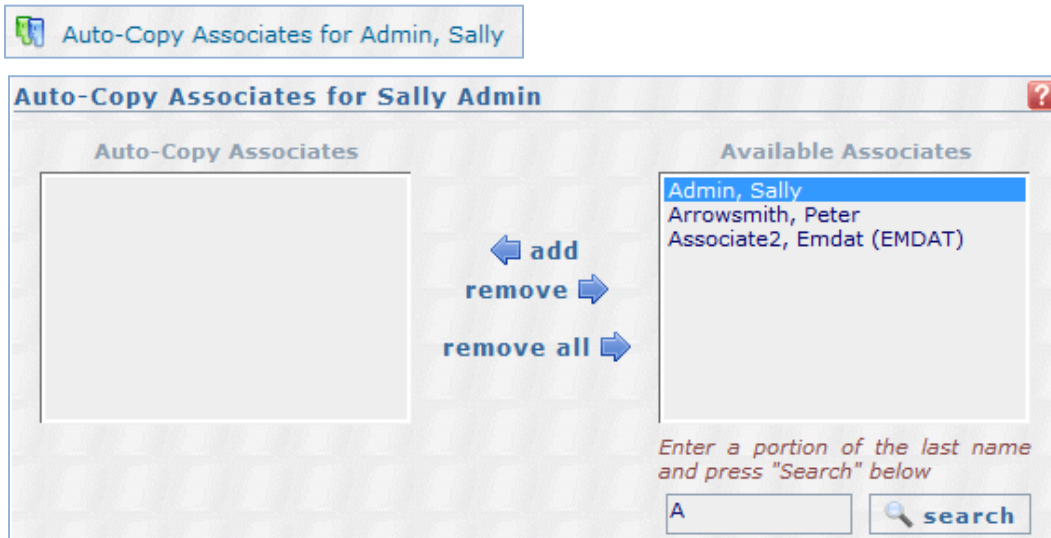 Auto-Copy Associates for Admin, Sally
Auto-Copy Associates for Sally Admin
?
Auto-Copy Associates
Available Associates
Admin, Sally
Arrowsmith, Peter
Associate2, Emdat (EMDAT)
add
remove
remove all
Enter a portion of the last name
and press "Search" below
A
search